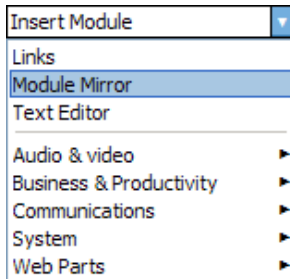 Insert Module
Links
Module Mirror
Text Editor
Audio & video
Business & Productivity
Communications
System
Web Parts